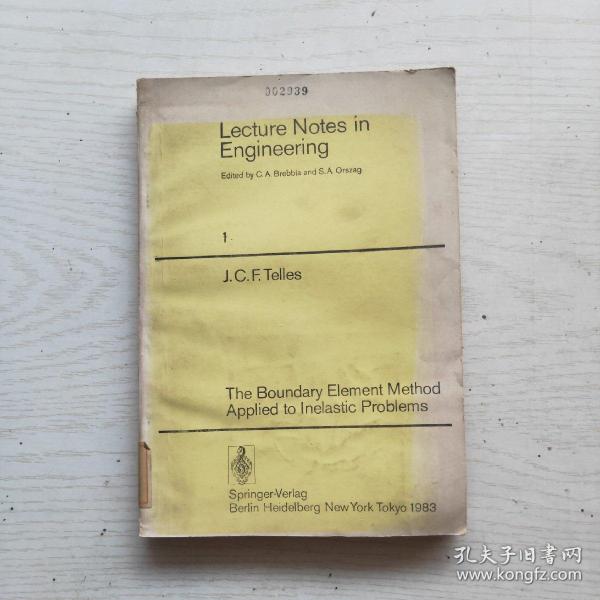 002939
Lecture Notes in
Engineering
Edited by C. A. Brebbia and S. A. Orszag
1
J. C. F. Telles
The Boundary Element Method
Applied to Inelastic Problems
Springer-Verlag
Berlin Heidelberg New York Tokyo 1983
孔夫子旧书网
www.kongfz.com